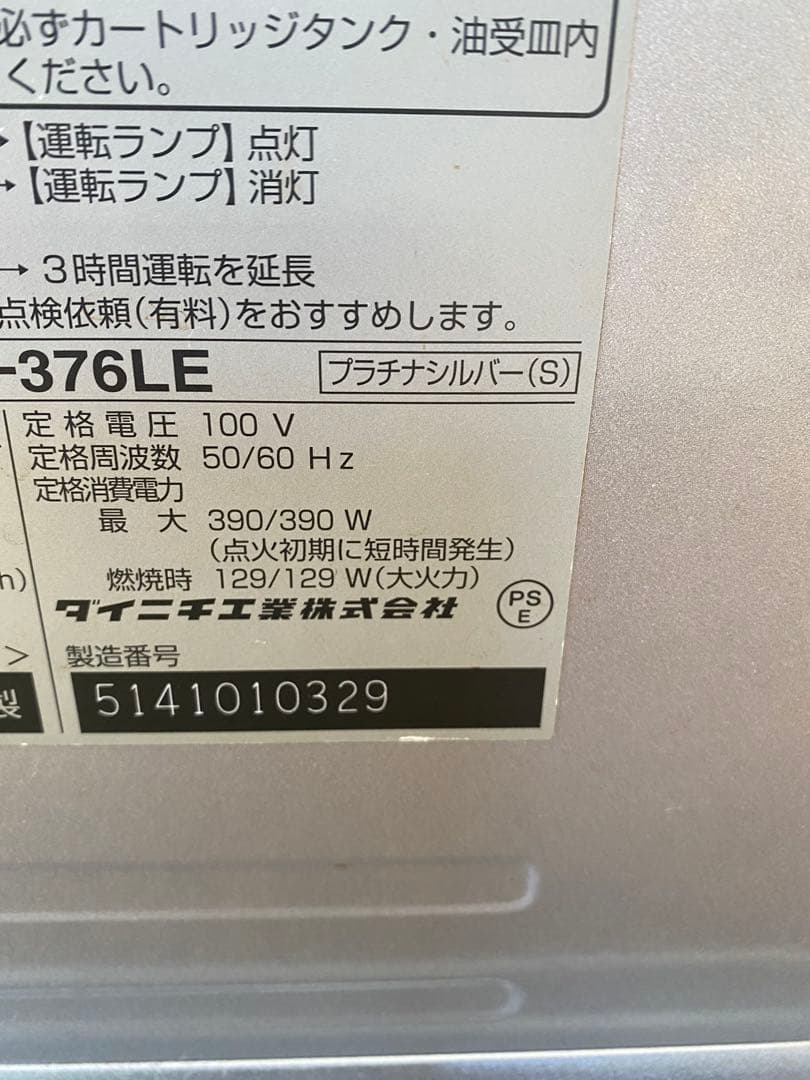 必ずカートリッジタンク・油受皿内
ください。
→【運転ランプ】点灯
→【運転ランプ】消灯
→ 3時間運転を延長
点検依頼(有料)をおすすめします。
-376LE プラチナシルバー(S)
定格電圧 100 V
定格周波数 50/60 Hz
定格消費電力
最大 390/390 W
(点火初期に短時間発生)
h) 燃焼時 129/129 W(大火力)
ダイニチ工業株式会社 PS E
> 製造番号
製 5141010329